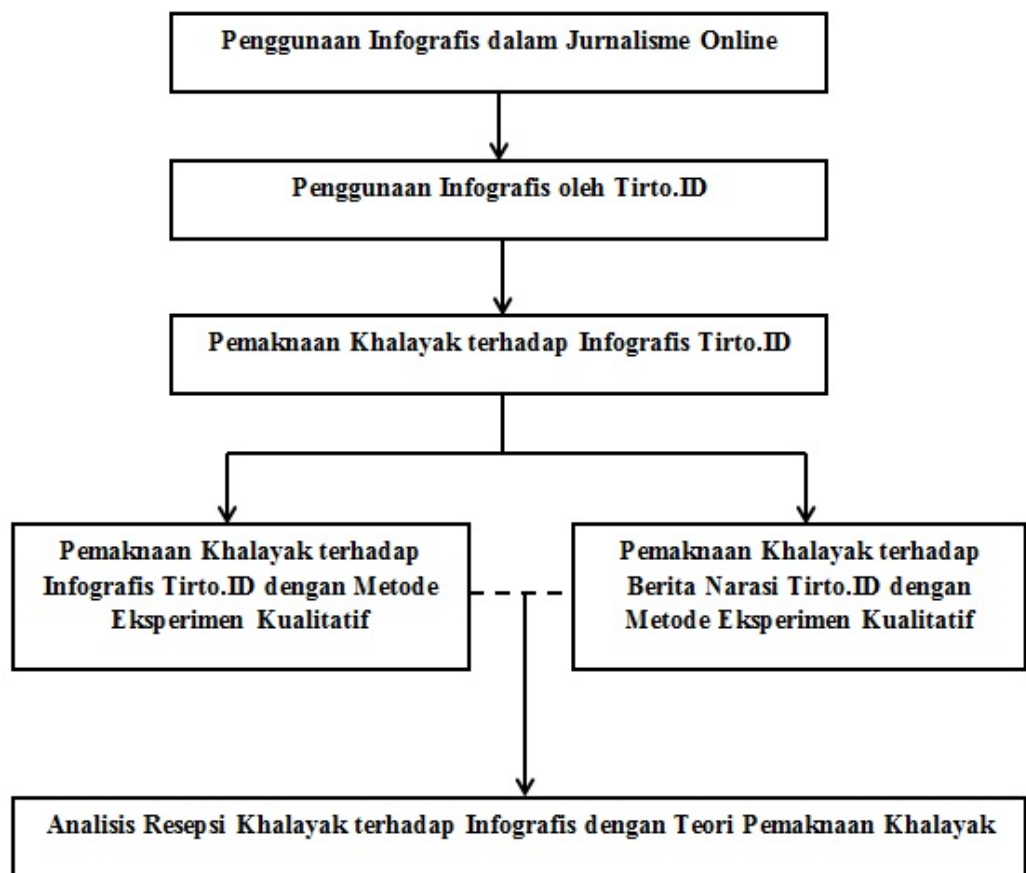 Penggunaan Infografis dalam Jurnalisme Online
Penggunaan Infografis oleh Tirto.ID
Pemaknaan Khalayak terhadap Infografis Tirto.ID
Pemaknaan Khalayak terhadap
Infografis Tirto.ID dengan Metode
Eksperimen Kualitatif
Pemaknaan Khalayak terhadap
Berita Narasi Tirto.ID dengan
Metode Eksperimen Kualitatif
Analisis Resepsi Khalayak terhadap Infografis dengan Teori Pemaknaan Khalayak